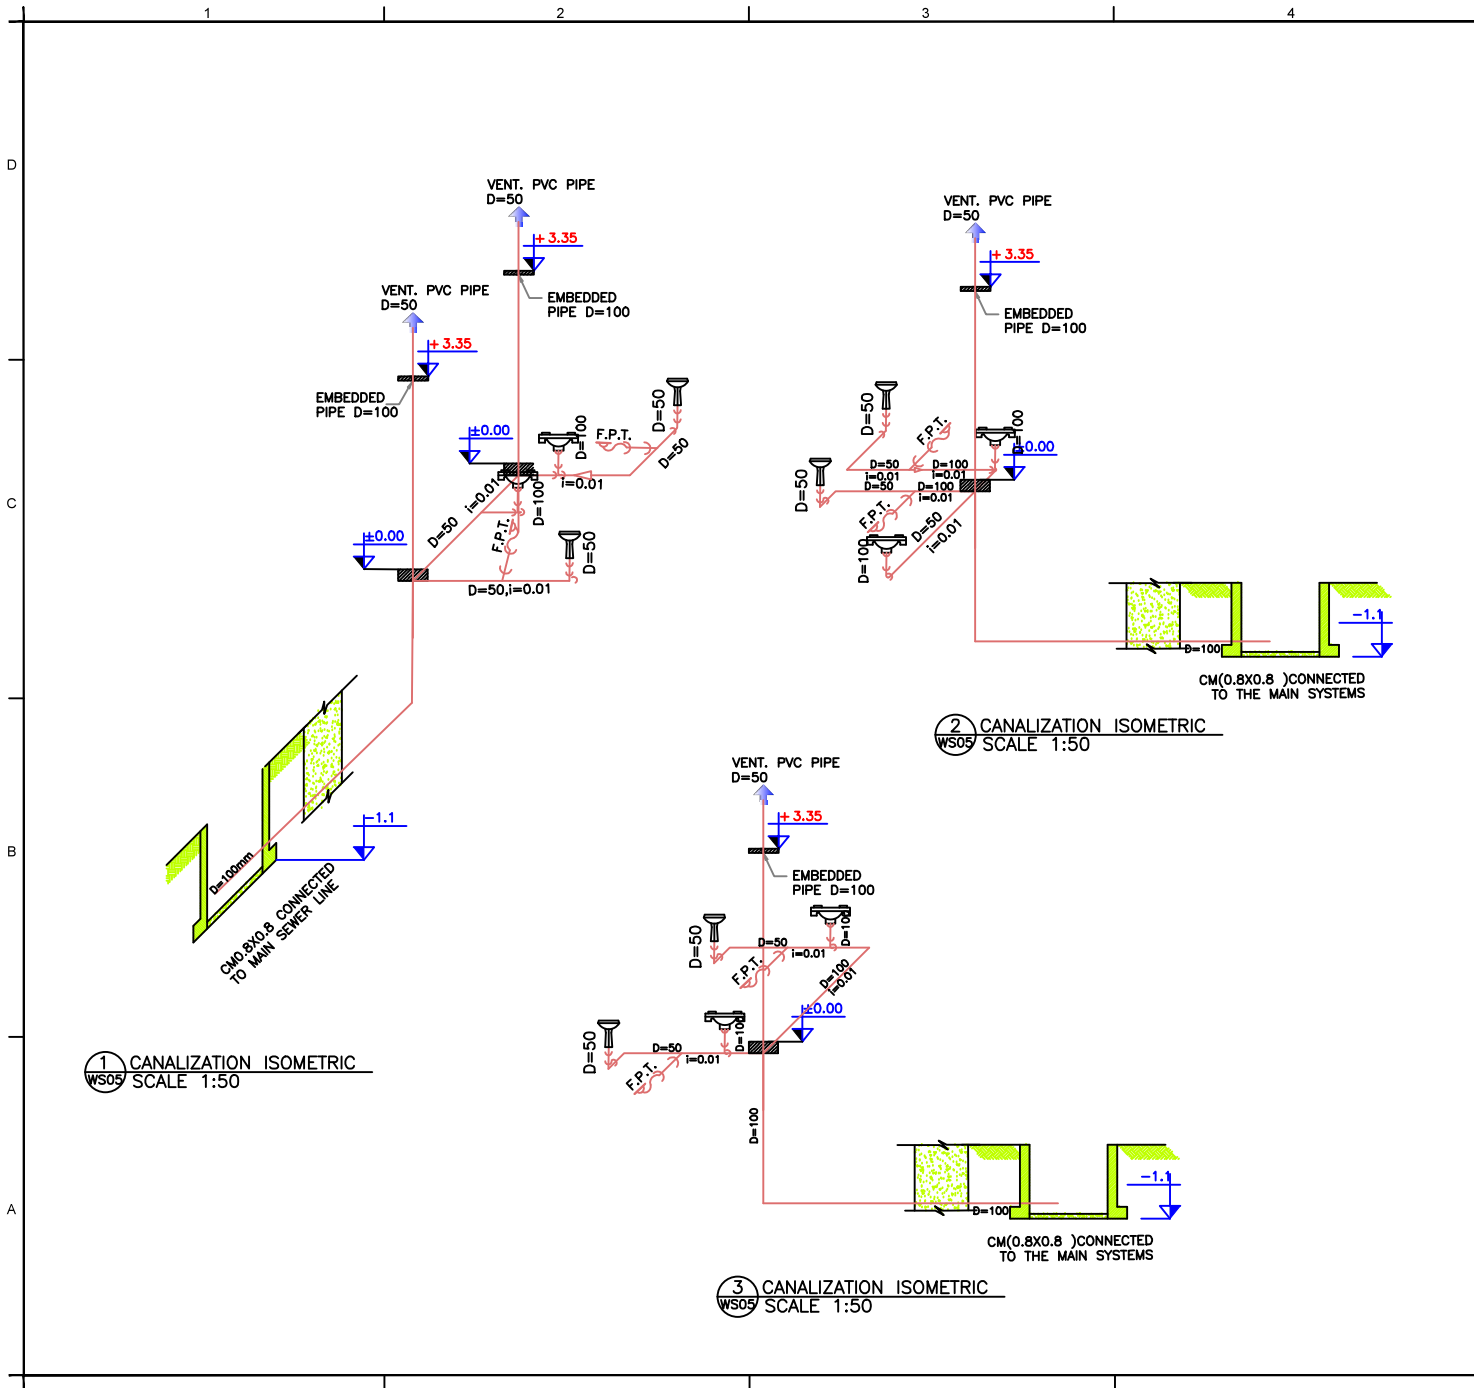 1
2
3
4
D
C
B
A
VENT. PVC PIPE
D=50
+ 3.35
EMBEDDED
PIPE D=100
VENT. PVC PIPE
D=50
+ 3.35
EMBEDDED
PIPE D=100
±0.00
D=100
F.P.T.
D=50
D=50
i=0.01
i=0.01
D=50
D=100
F.P.T.
D=50
±0.00
D=50,i=0.01
-1.1
D=100mm
CM0.8X0.8 CONNECTED
TO MAIN SEWER LINE
1
WS05
CANALIZATION ISOMETRIC
SCALE 1:50
VENT. PVC PIPE
D=50
+ 3.35
EMBEDDED
PIPE D=100
D=50
F.P.T.
D=100
±0.00
D=50
i=0.01
D=100
i=0.01
D=50
D=50
D=100
i=0.01
F.P.T.
D=50
i=0.01
D=100
-1.1
D=100
CM(0.8X0.8 )CONNECTED
TO THE MAIN SYSTEMS
2
WS05
CANALIZATION ISOMETRIC
SCALE 1:50
VENT. PVC PIPE
D=50
+ 3.35
EMBEDDED
PIPE D=100
D=50
D=50
i=0.01
D=100
F.P.T.
D=100
i=0.01
±0.00
D=50
D=50
i=0.01
D=100
F.P.T.
D=100
-1.1
D=100
CM(0.8X0.8 )CONNECTED
TO THE MAIN SYSTEMS
3
WS05
CANALIZATION ISOMETRIC
SCALE 1:50